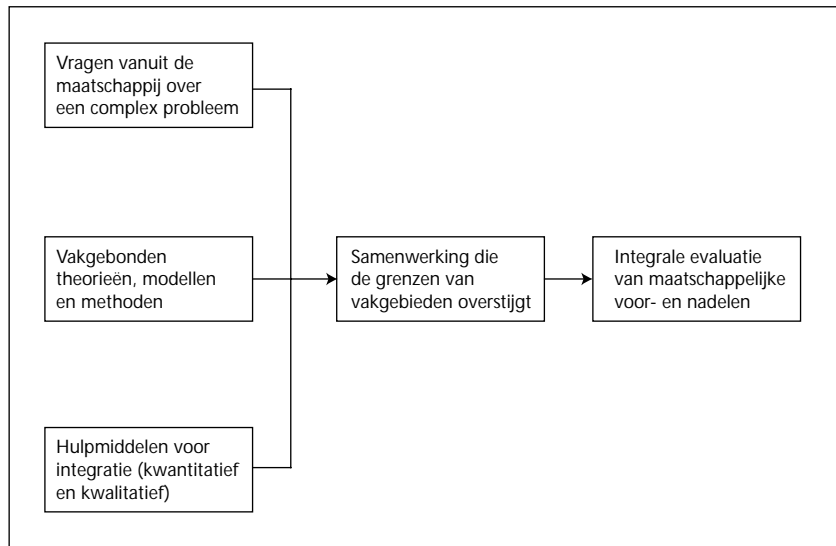 Vragen vanuit de
maatschappij over
een complex probleem
Vakgebonden
theorieën, modellen
en methoden
Samenwerking die
de grenzen van
vakgebieden overstijgt
Integrale evaluatie
van maatschappelijke
voor- en nadelen
Hulpmiddelen voor
integratie (kwantitatief
en kwalitatief)